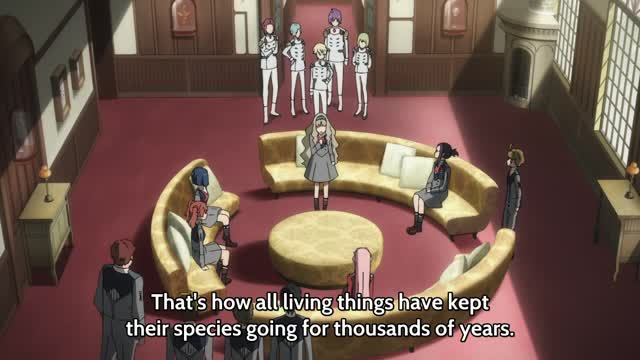 That's how all living things have kept
their species going for thousands of years.